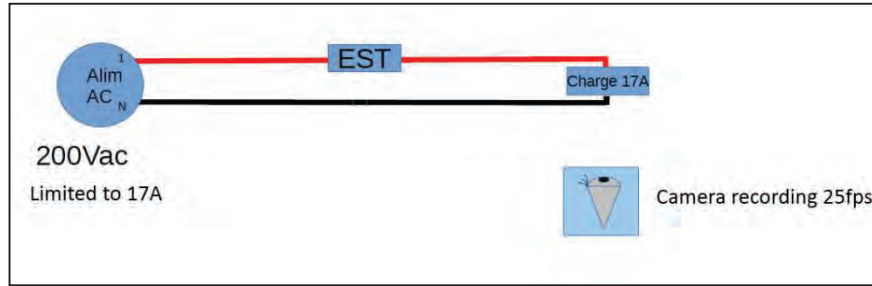 1
EST
Alim
AC
N
Charge 17A
200Vac
Limited to 17A
Camera recording 25fps